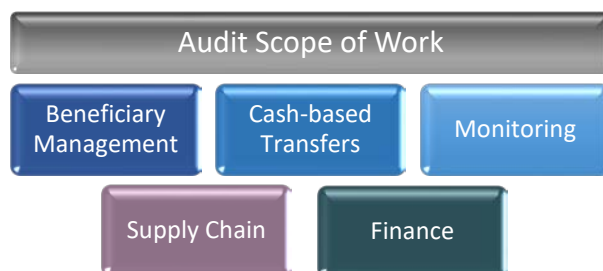 Audit Scope of Work
Beneficiary
Management
Cash-based
Transfers
Monitoring
Supply Chain
Finance